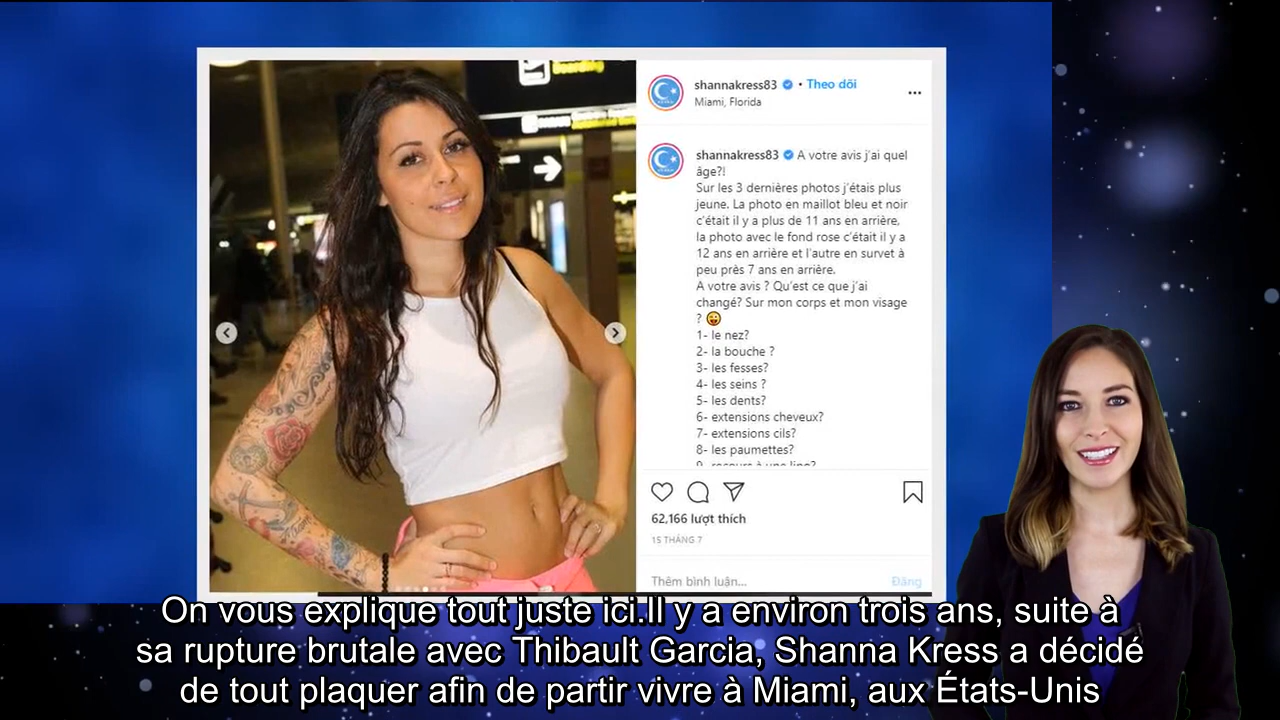 Boarding
shannakress83 • Theo dõi
Miami, Florida
shannakress83 A votre avis j'ai quel
âge?!
Sur les 3 dernières photos j'étais plus
jeune. La photo en maillot bleu et noir
c'était il y a plus de 11 ans en arrière,
la photo avec le fond rose c'était il y a
12 ans en arrière et l'autre en survet à
peu près 7 ans en arrière.
A votre avis ? Qu'est ce que j'ai
changé? Sur mon corps et mon visage
? 😜
1- le nez?
2- la bouche ?
3- les fesses?
4- les seins ?
5- les dents?
6- extensions cheveux?
7- extensions cils?
8- les paumettes?
9- recours à une
62,166 lượt thích
15 THÁNG 7
Thêm bình luận...
Đăng
On vous explique tout juste ici.Il y a environ trois ans, suite à
sa rupture brutale avec Thibault Garcia, Shanna Kress a décidé
de tout plaquer afin de partir vivre à Miami, aux États-Unis